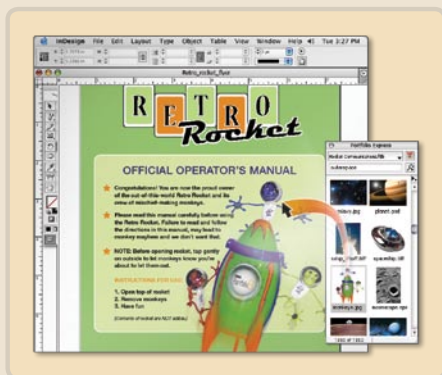 InDesign File Edit Layout Type Object Table View Window Help Tue 3:27 PM
Retro_rocket_flyer
RETRO
Rocket
OFFICIAL OPERATOR'S MANUAL
Congratulations! You are now the proud owner
of the out-of-this-world Retro Rocket and its
crew of mischief-making monkeys.
Please read this manual carefully before using
the Retro Rocket. Failure to read and follow
the directions in this manual, may lead to
monkey mayhem and we don't want that.
NOTE: Before opening rocket, tap gently
on outside to let monkeys know you're
about to let them out.
INSTRUCTIONS FOR USE
1. Open top of rocket
2. Remove monkeys
3. Have fun
(Contents of rocket are NOT edible.)
Portfolio Express
outerspace
planet.psd
spaceship.tif
monkeys.jpg